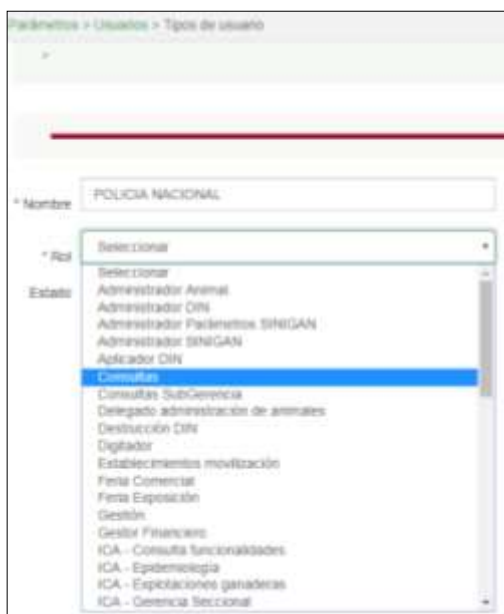 Parámetros > Usuarios > Tipos de usuario
* Nombre
POLICIA NACIONAL
* Rol
Seleccionar
Estado
Seleccionar
Administrador Animal
Administrador DIN
Administrador Parámetros SINIGAN
Administrador SINIGAN
Aplicador DIN
Consultas
Consultas SubGerencia
Delegado administración de animales
Destrucción DIN
Digitador
Establecimientos movilización
Feria Comercial
Feria Exposición
Gestión
Gestor Financiero
ICA - Consulta funcionalidades
ICA - Epidemiología
ICA - Explotaciones ganaderas
ICA - Gerencia Seccional